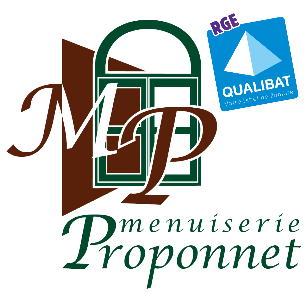 RGE
QUALIBAT
MP
menuiserie
Proponnet